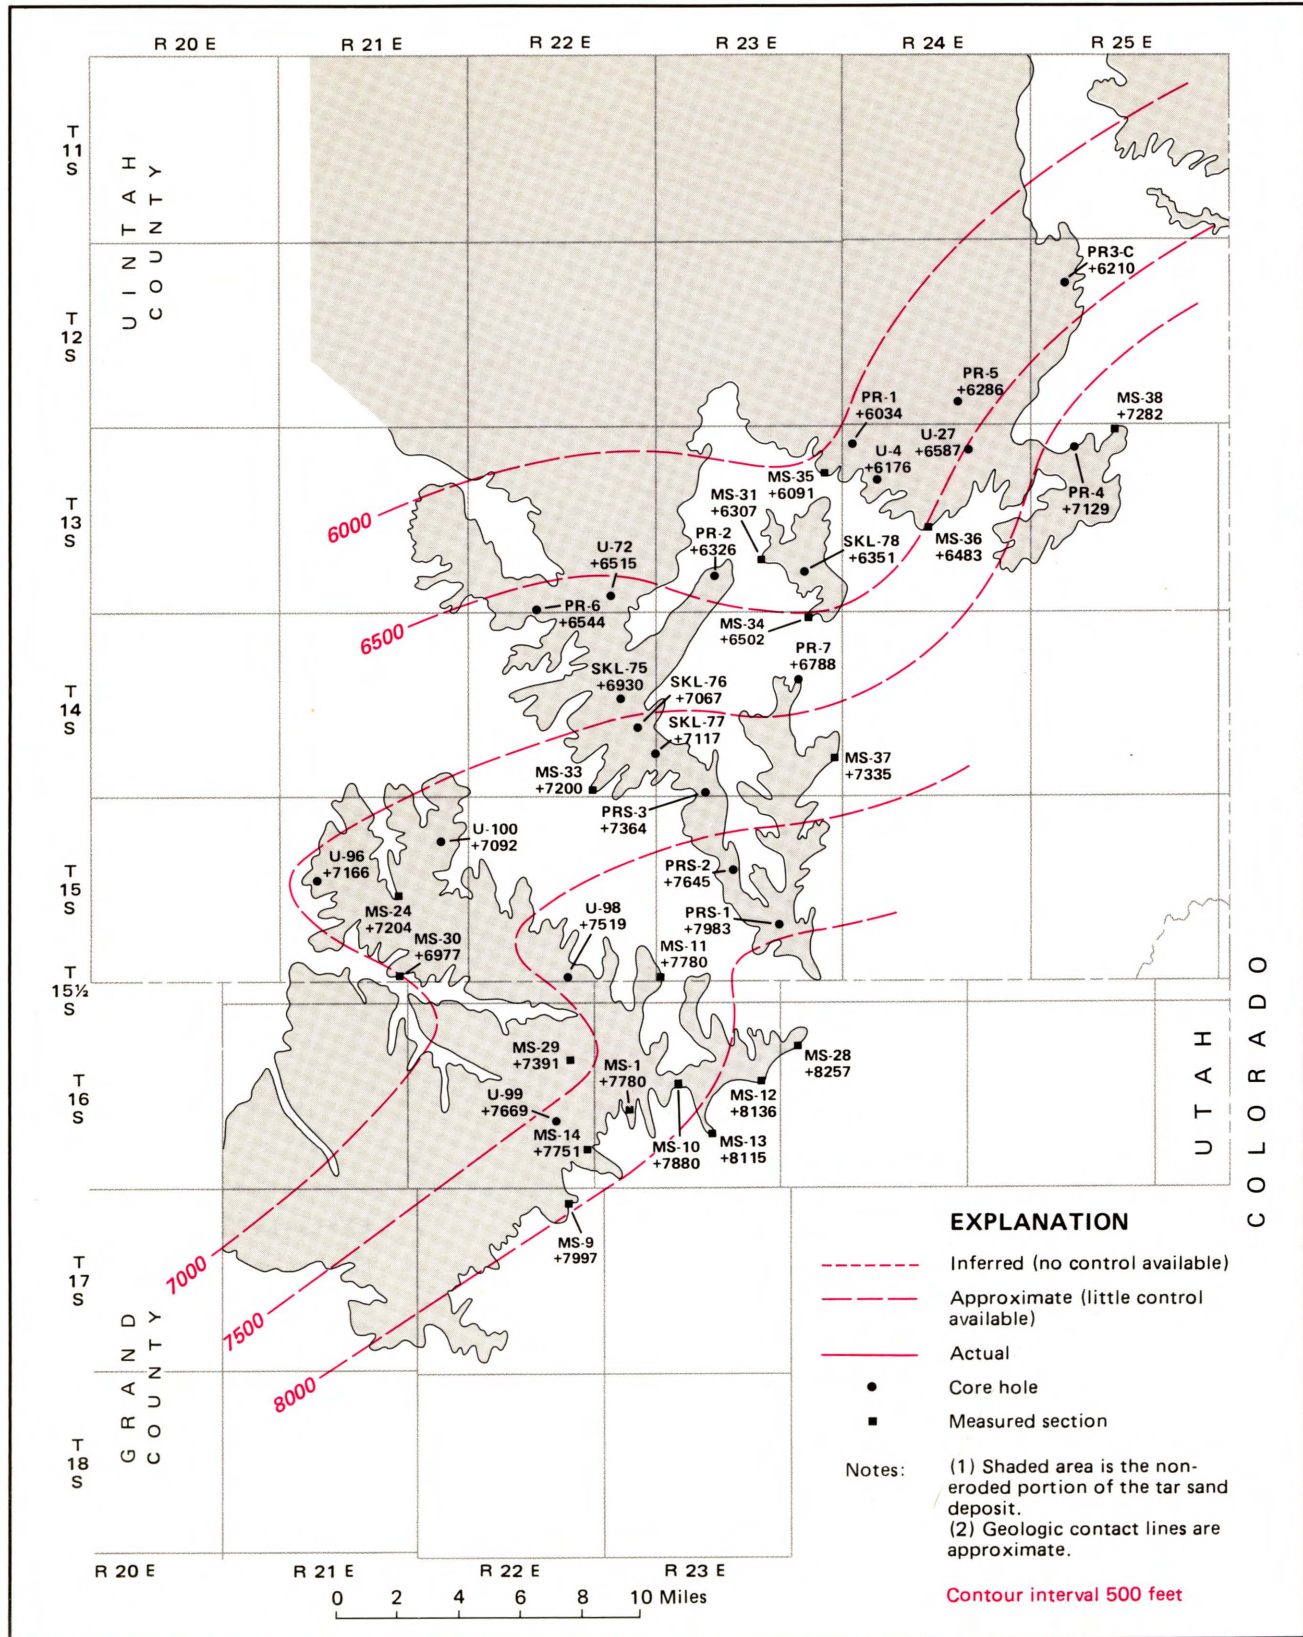 R 20 E
R 21 E
R 22 E
R 23 E
R 24 E
R 25 E
T
11
S
UINTAH
COUNTY
PR3-C
+6210
T
12
S
PR-5
+6286
PR-1
+6034
MS-38
+7282
U-27
+6587
U-4
+6176
MS-35
+6091
MS-31
+6307
PR-4
+7129
T
13
S
6000
PR-2
+6326
SKL-78
+6351
MS-36
+6483
U-72
+6515
PR-6
+6544
6500
MS-34
+6502
PR-7
+6788
T
14
S
SKL-75
+6930
SKL-76
+7067
SKL-77
+7117
MS-37
+7335
MS-33
+7200
PRS-3
+7364
U-100
+7092
U-96
+7166
PRS-2
+7645
T
15
S
MS-24
+7204
U-98
+7519
PRS-1
+7983
MS-30
+6977
MS-11
+7780
T
15½
S
MS-29
+7391
MS-1
+7780
MS-28
+8257
T
16
S
U-99
+7669
MS-12
+8136
MS-14
+7751
MS-10
+7880
MS-13
+8115
UTAH
COLORADO
MS-9
+7997
T
17
S
7000
7500
8000
GRAND
COUNTY
T
18
S
R 20 E
R 21 E
R 22 E
R 23 E
0 2 4 6 8 10 Miles
EXPLANATION
Inferred (no control available)
Approximate (little control
available)
Actual
Core hole
Measured section
Notes:
(1) Shaded area is the non-
eroded portion of the tar sand
deposit.
(2) Geologic contact lines are
approximate.
Contour interval 500 feet